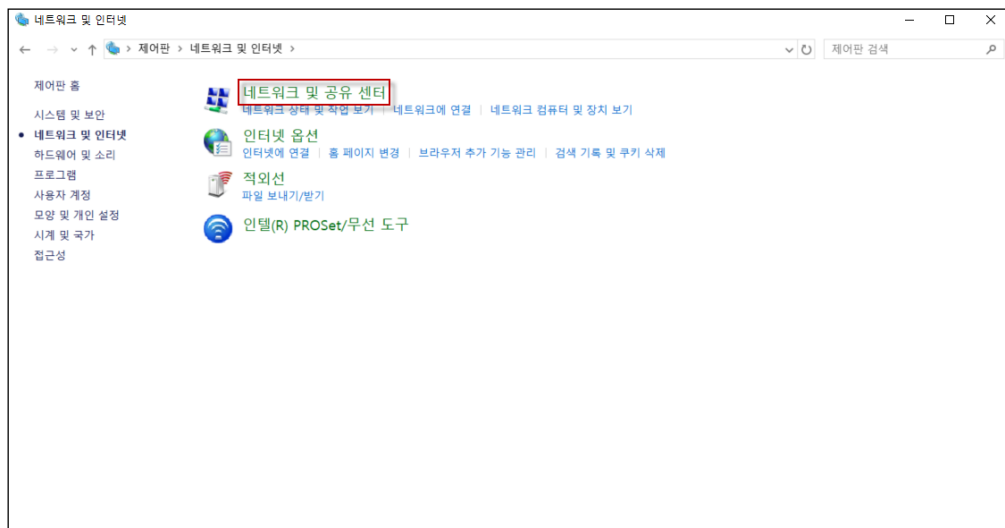 네트워크 및 인터넷
제어판 > 네트워크 및 인터넷 >
제어판 검색
제어판 홈
시스템 및 보안
네트워크 및 인터넷
하드웨어 및 소리
프로그램
사용자 계정
모양 및 개인 설정
시계 및 국가
접근성
네트워크 및 공유 센터
네트워크 상태 및 작업 보기 | 네트워크에 연결 | 네트워크 컴퓨터 및 장치 보기
인터넷 옵션
인터넷에 연결 | 홈 페이지 변경 | 브라우저 추가 기능 관리 | 검색 기록 및 쿠키 삭제
적외선
파일 보내기/받기
인텔(R) PROSet/무선 도구